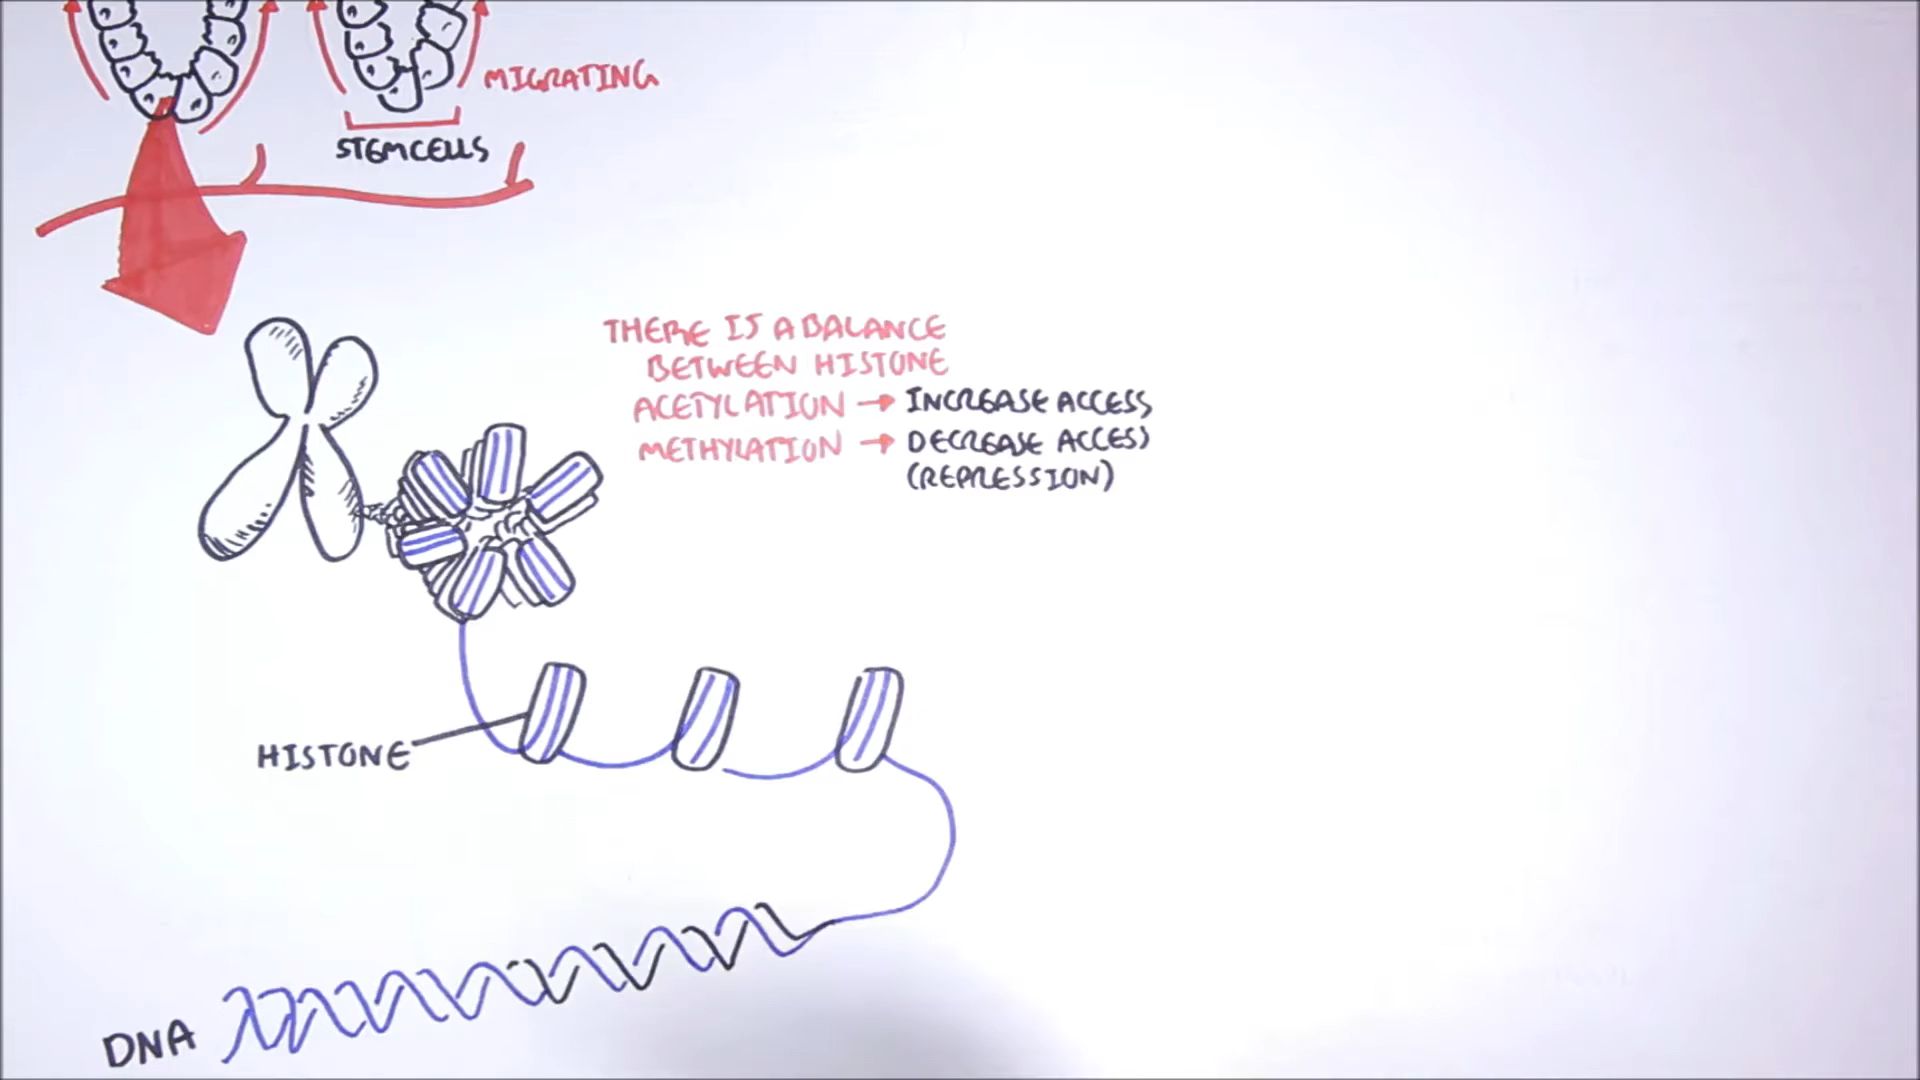 MIGRATING
STEMCELLS
THERE IS A BALANCE
BETWEEN HISTONE
ACETYLATION → INCREASE ACCESS
METHYLATION → DECREASE ACCESS
(REPRESSION)
HISTONE
DNA